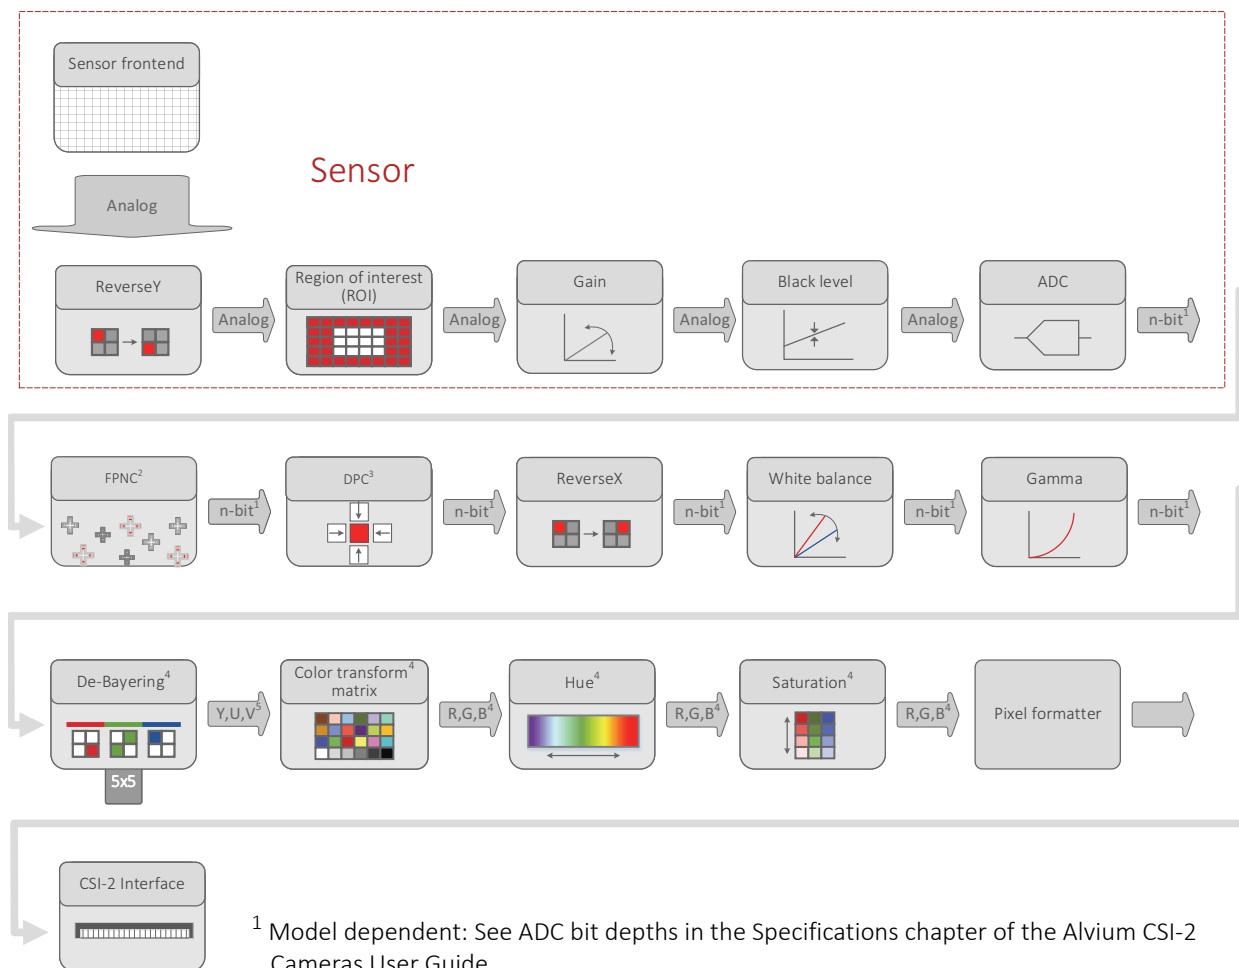 Sensor frontend
Sensor
Analog
ReverseY
Analog
Region of interest
(ROI)
Analog
Gain
Analog
Black level
Analog
ADC
n-bit¹
FPNC²
n-bit¹
DPC³
n-bit¹
ReverseX
n-bit¹
White balance
n-bit¹
Gamma
n-bit¹
De-Bayering⁴
5x5
Y,U,V⁵
Color transform⁴
matrix
R,G,B⁴
Hue⁴
R,G,B⁴
Saturation⁴
R,G,B⁴
Pixel formatter
CSI-2 Interface
¹ Model dependent: See ADC bit depths in the Specifications chapter of the Alvium CSI-2
Cameras User Guide